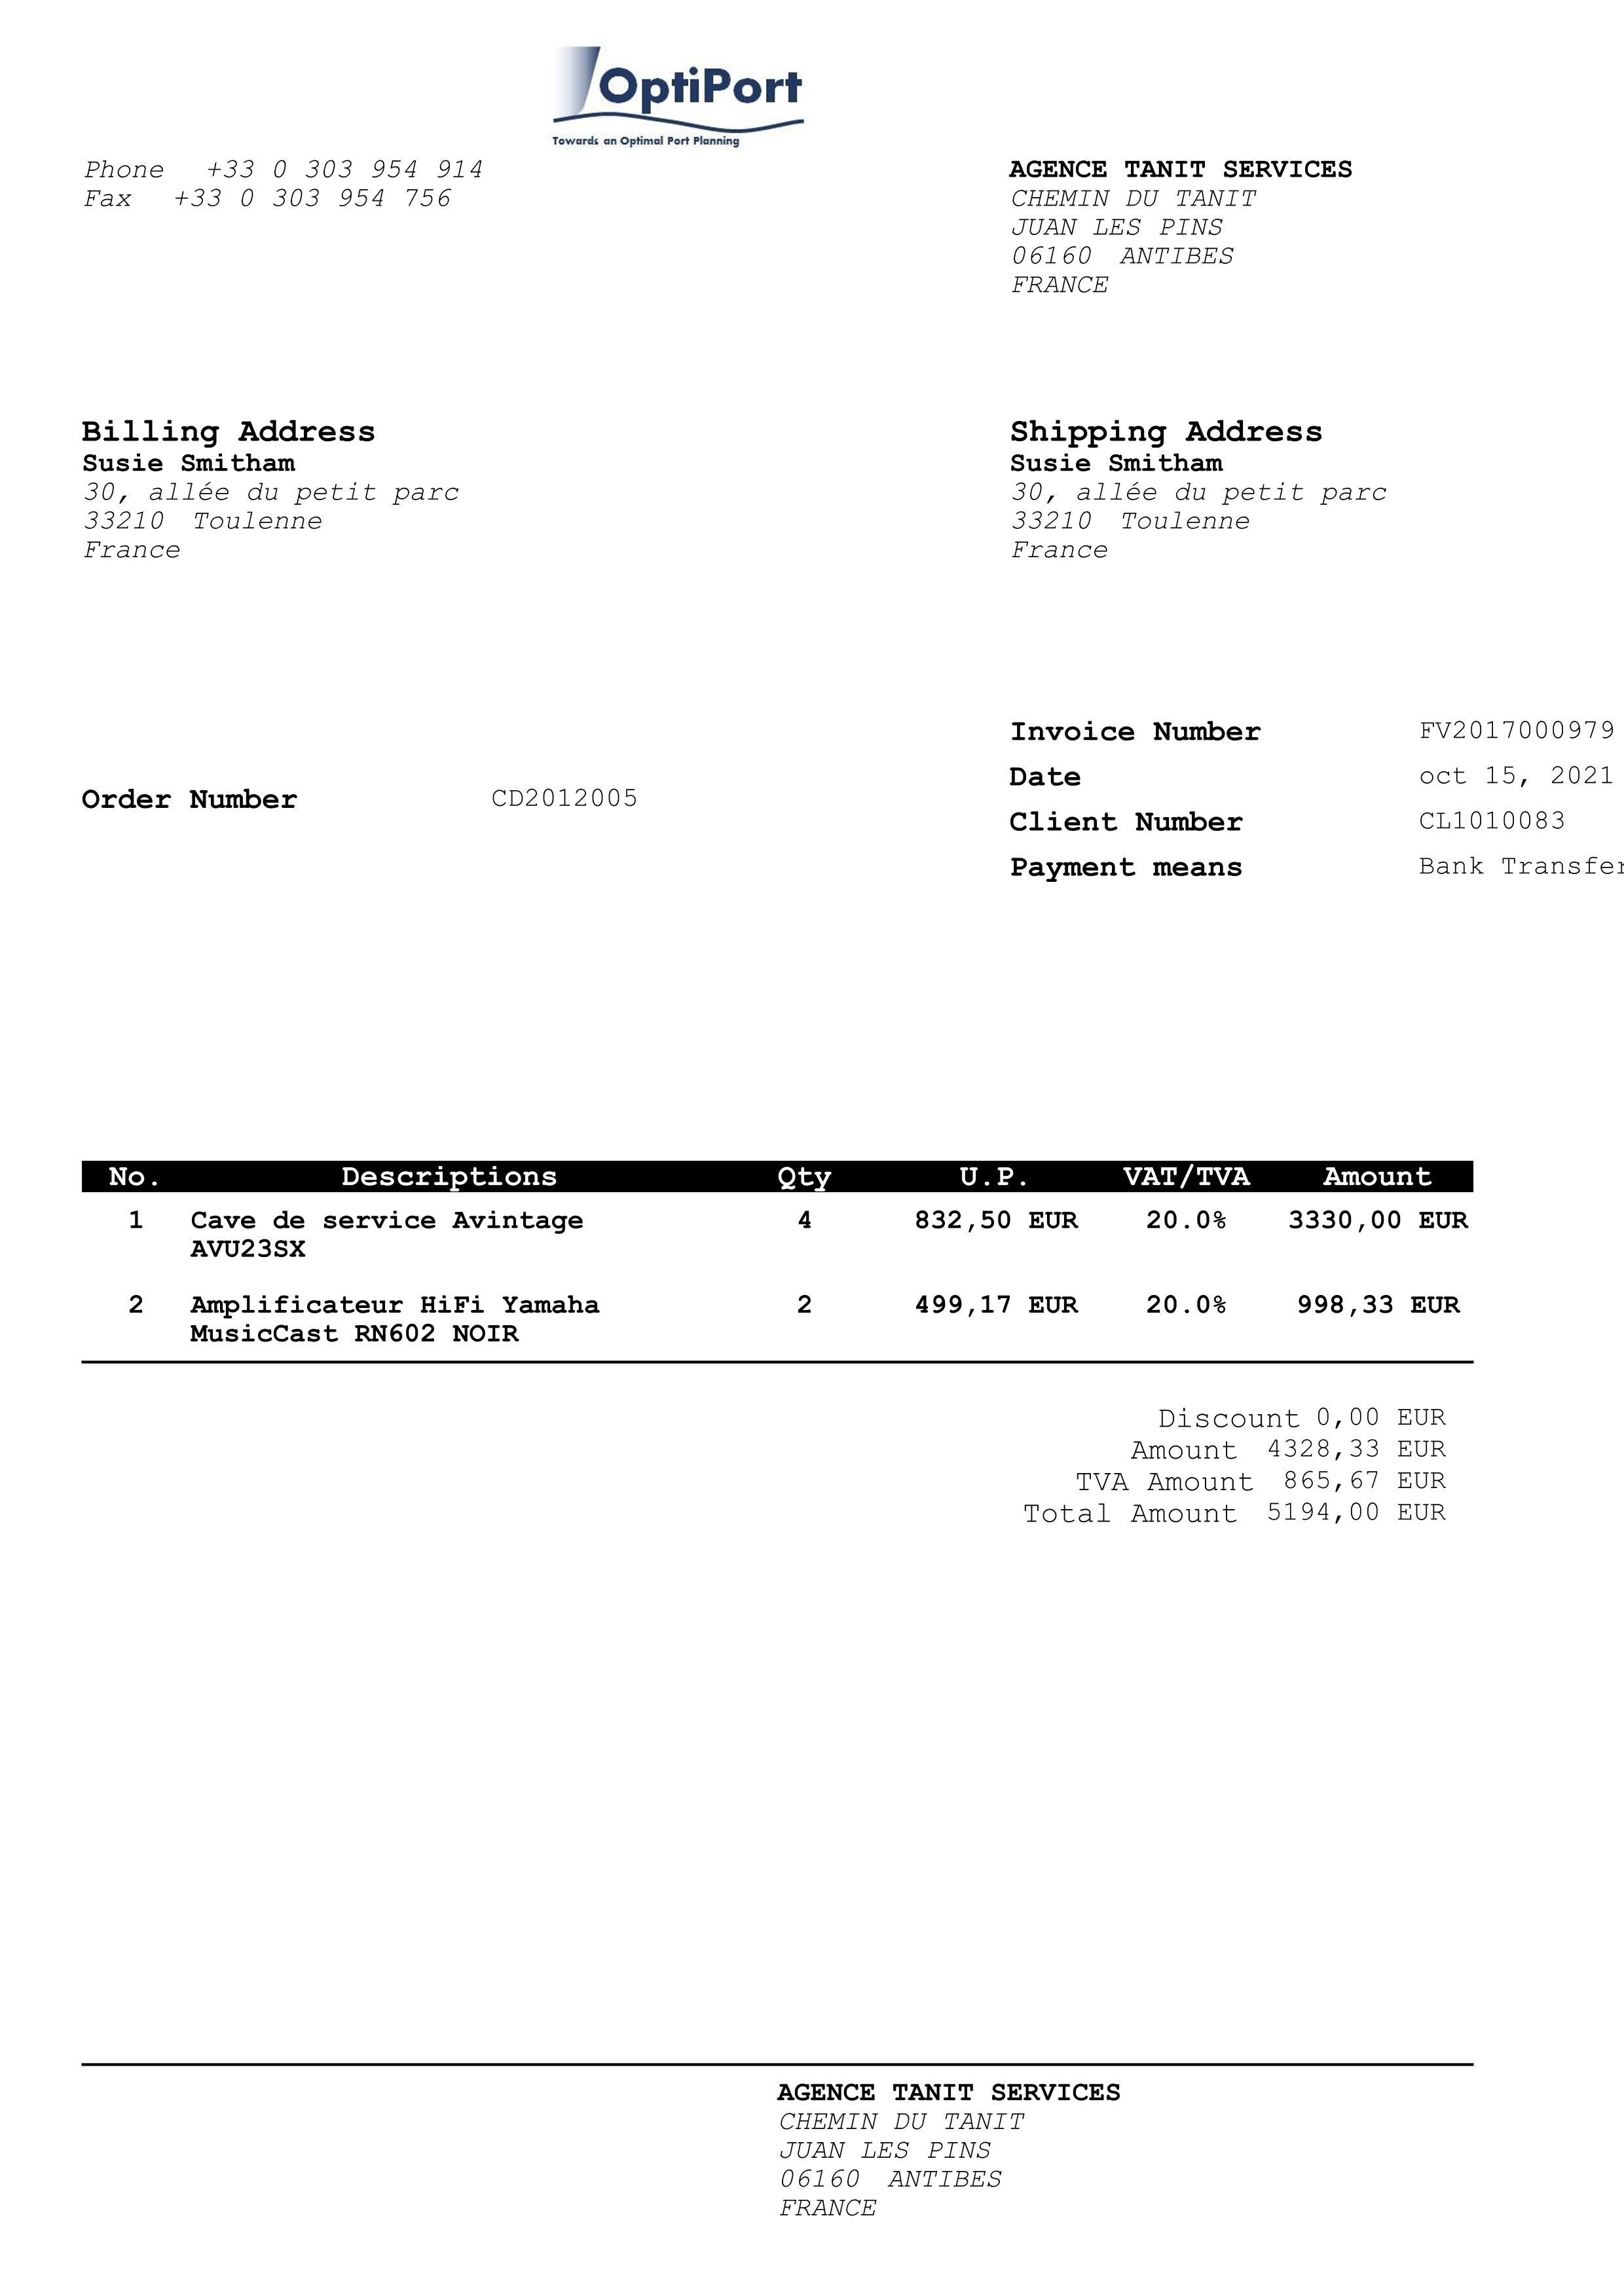 OptiPort
Towards an Optimal Port Planning
Phone +33 0 303 954 914
Fax +33 0 303 954 756
AGENCE TANIT SERVICES
CHEMIN DU TANIT
JUAN LES PINS
06160 ANTIBES
FRANCE
Billing Address
Susie Smitham
30, allée du petit parc
33210 Toulenne
France
Shipping Address
Susie Smitham
30, allée du petit parc
33210 Toulenne
France
Order Number CD2012005
Invoice Number FV2017000979
Date oct 15, 2021
Client Number CL1010083
Payment means Bank Transfer
No. Descriptions Qty U.P. VAT/TVA Amount
1 Cave de service Avintage 4 832,50 EUR 20.0% 3330,00 EUR
AVU23SX
2 Amplificateur HiFi Yamaha 2 499,17 EUR 20.0% 998,33 EUR
MusicCast RN602 NOIR
Discount 0,00 EUR
Amount 4328,33 EUR
TVA Amount 865,67 EUR
Total Amount 5194,00 EUR
AGENCE TANIT SERVICES
CHEMIN DU TANIT
JUAN LES PINS
06160 ANTIBES
FRANCE